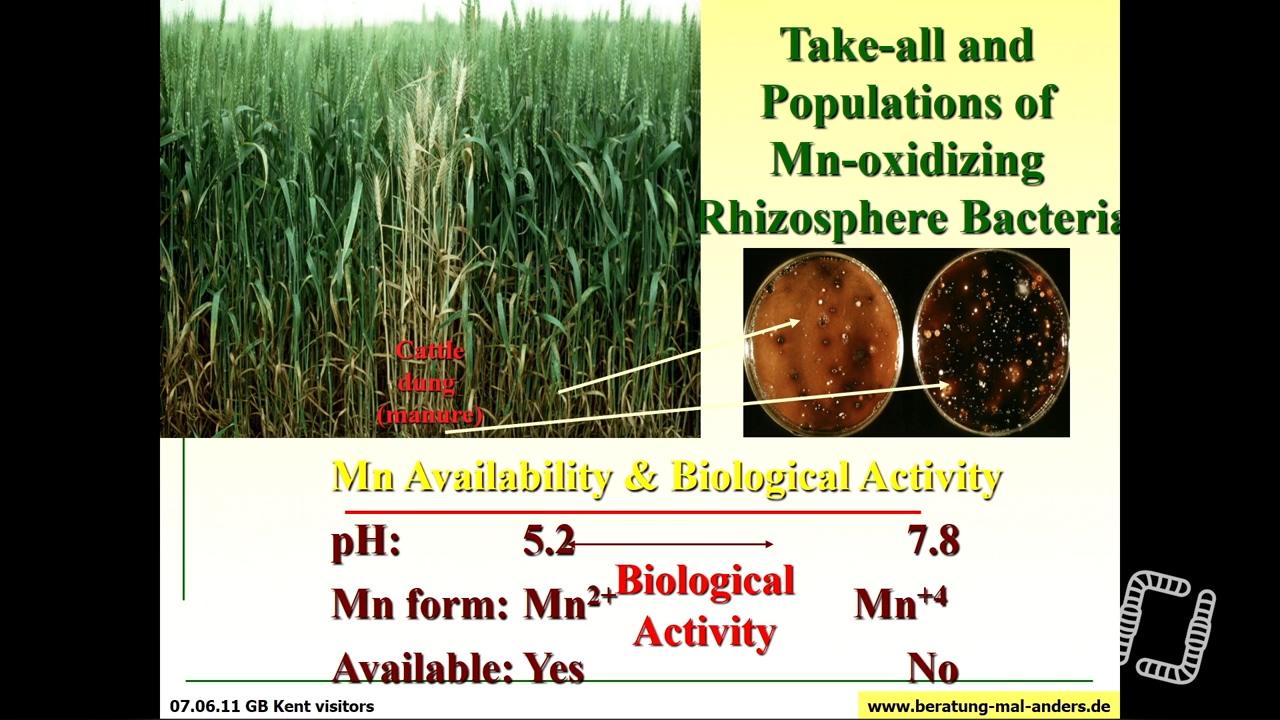 Take-all and
Populations of
Mn-oxidizing
Rhizosphere Bacteria
Cattle
dung
(manure)
Mn Availability & Biological Activity
pH: 5.2 7.8
Biological
Mn form: Mn²⁺ Mn⁺⁴
Activity
Available: Yes No
07.06.11 GB Kent visitors
www.beratung-mal-anders.de